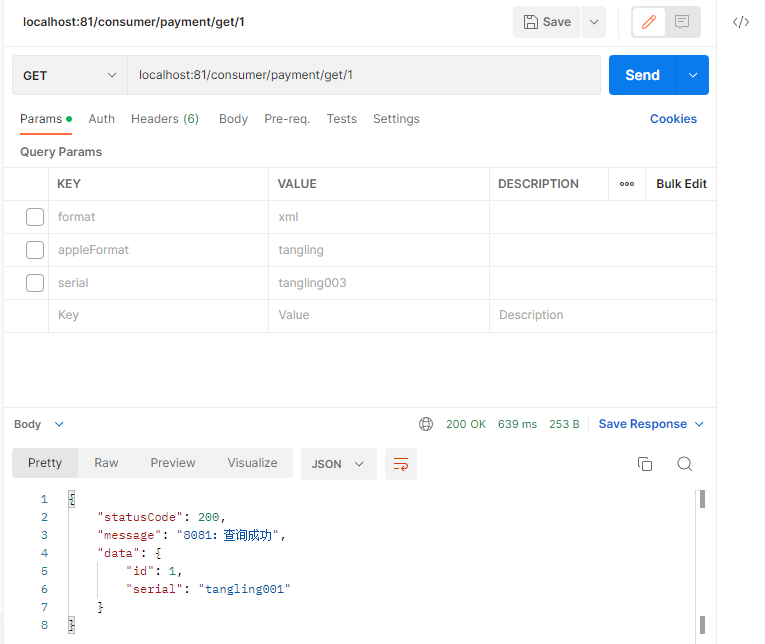 localhost:81/consumer/payment/get/1 Save
GET localhost:81/consumer/payment/get/1 Send
Params Auth Headers (6) Body Pre-req. Tests Settings Cookies
Query Params
KEY VALUE DESCRIPTION Bulk Edit
format xml
appleFormat tangling
serial tangling003
Key Value Description
Body 200 OK 639 ms 253 B Save Response
Pretty Raw Preview Visualize JSON
1 {
2 "statusCode": 200,
3 "message": "8081: 查询成功",
4 "data": {
5 "id": 1,
6 "serial": "tangling001"
7 }
8 }